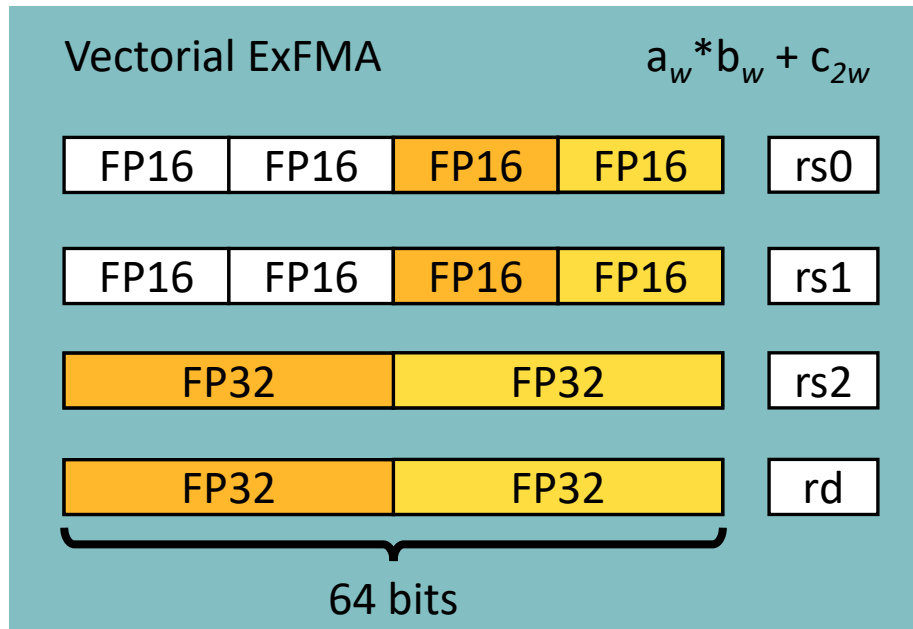 Vectorial ExFMA a_w*b_w + c_2w
FP16 FP16 FP16 FP16 rs0
FP16 FP16 FP16 FP16 rs1
FP32 FP32 rs2
FP32 FP32 rd
64 bits